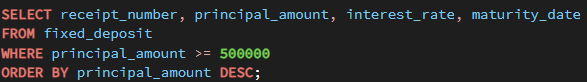 SELECT receipt_number, principal_amount, interest_rate, maturity_date
FROM fixed_deposit
WHERE principal_amount >= 500000
ORDER BY principal_amount DESC;